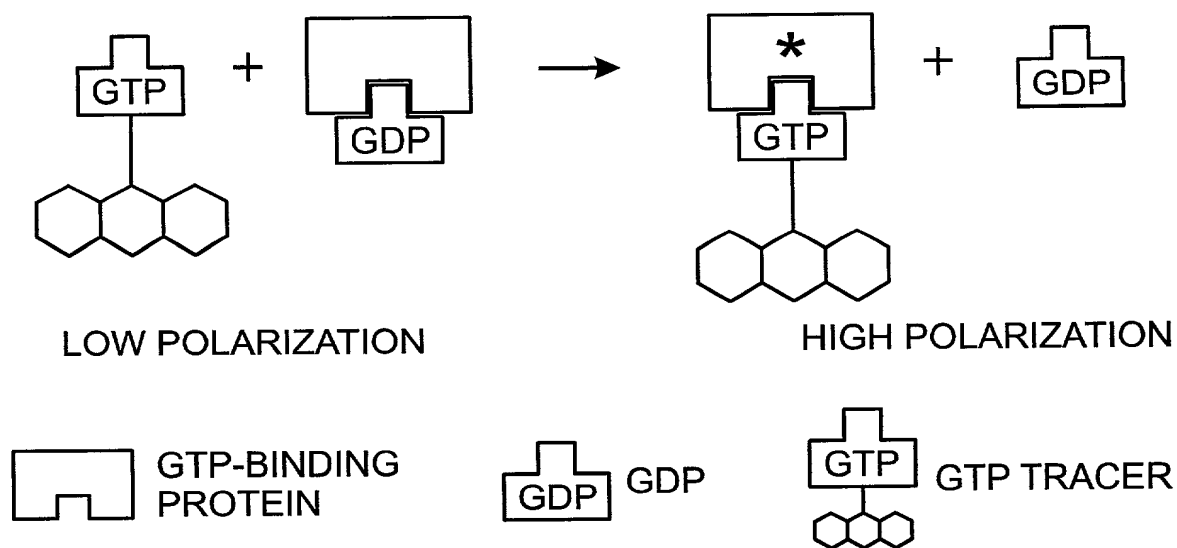 GTP + GDP → GTP * + GDP
LOW POLARIZATION HIGH POLARIZATION
GTP-BINDING
PROTEIN
GDP GDP
GTP GTP TRACER